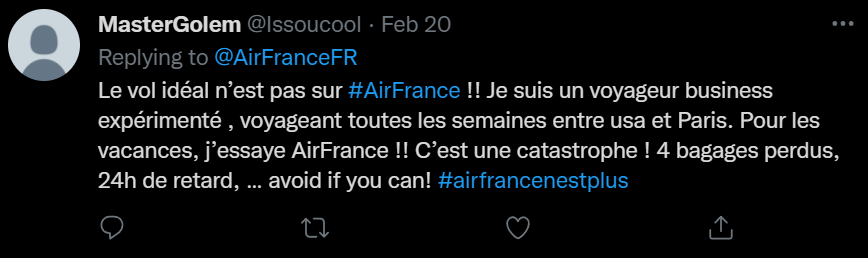 MasterGolem @Issoucool · Feb 20
Replying to @AirFranceFR
Le vol idéal n’est pas sur #AirFrance !! Je suis un voyageur business
expérimenté , voyageant toutes les semaines entre usa et Paris. Pour les
vacances, j’essaye AirFrance !! C’est une catastrophe ! 4 bagages perdus,
24h de retard, … avoid if you can! #airfrancenestplus